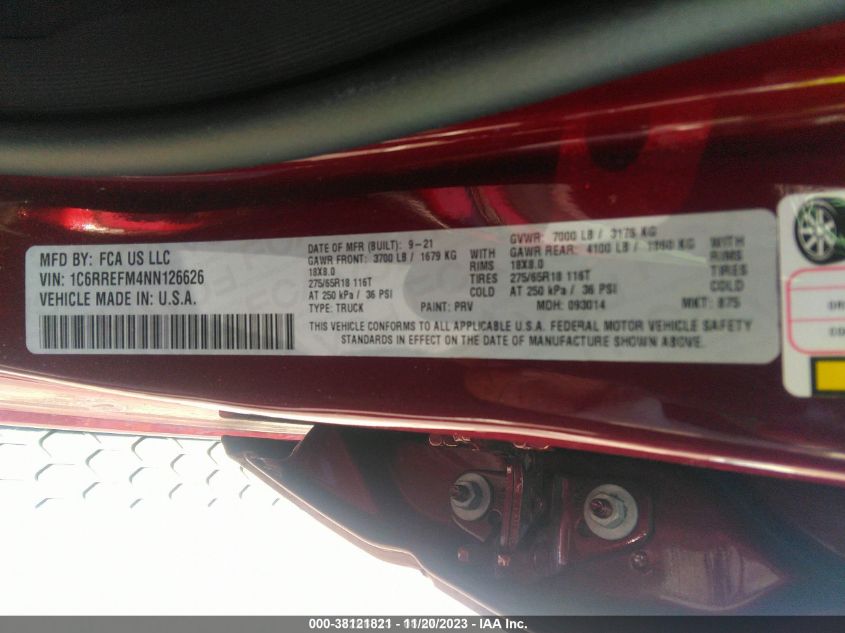 MFD BY: FCA US LLC
VIN: 1C6RREFM4NN126626
VEHICLE MADE IN: U.S.A.
DATE OF MFR (BUILT): 9-21
GAWR FRONT: 3700 LB / 1679 KG WITH
18X8.0 RIMS
275/65R18 116T TIRES
AT 250 kPa / 36 PSI COLD
TYPE: TRUCK PAINT: PRV
GVWR: 7000 LB / 3175 KG
GAWR REAR: 4100 LB / 1860 KG WITH
18X8.0 RIMS
275/65R18 116T TIRES
AT 250 kPa / 36 PSI COLD
MDH: 093014 MKT: 875
THIS VEHICLE CONFORMS TO ALL APPLICABLE U.S.A. FEDERAL MOTOR VEHICLE SAFETY
STANDARDS IN EFFECT ON THE DATE OF MANUFACTURE SHOWN ABOVE.
000-38121821 - 11/20/2023 - IAA Inc.